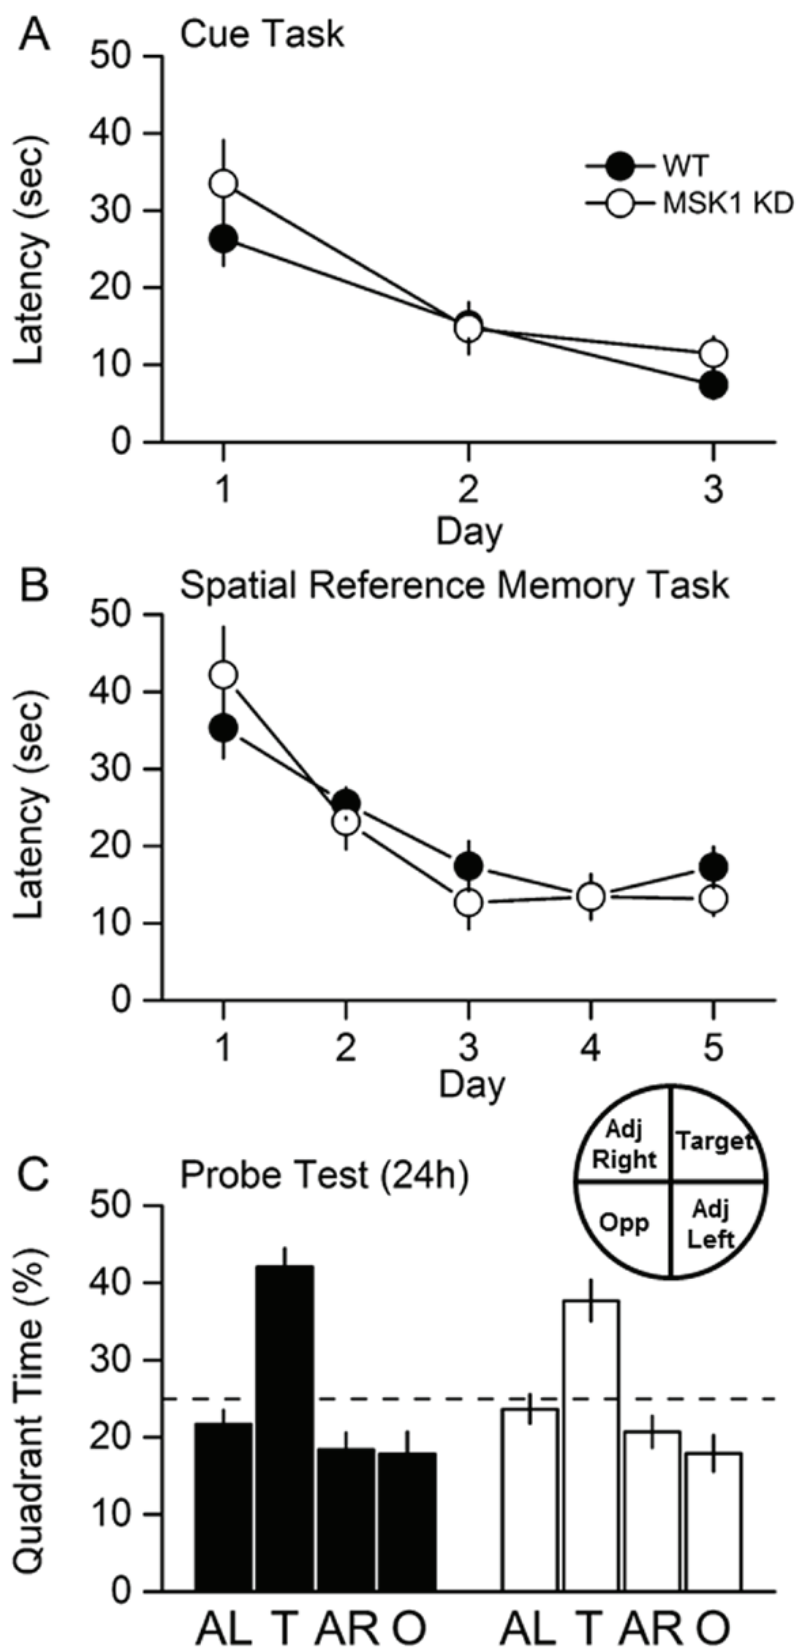 A Cue Task
50
40
30
20
10
0
Latency (sec)
WT
MSK1 KD
1 2 3
Day
B Spatial Reference Memory Task
50
40
30
20
10
0
Latency (sec)
1 2 3 4 5
Day
C Probe Test (24h)
Adj
Right
Target
Opp
Adj
Left
50
40
30
20
10
0
Quadrant Time (%)
AL T AR O AL T AR O